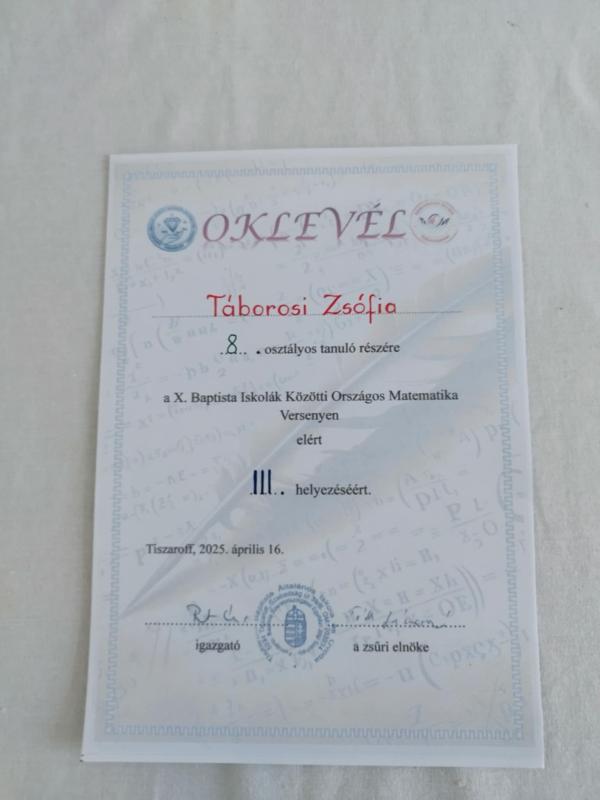 OKLEVÉL
Táborosi Zsófia
8. . osztályos tanuló részére
a X. Baptista Iskolák Közötti Országos Matematika
Versenyen
elért
III. . helyezéséért.
Tiszaroff, 2025. április 16.
igazgató a zsűri elnöke